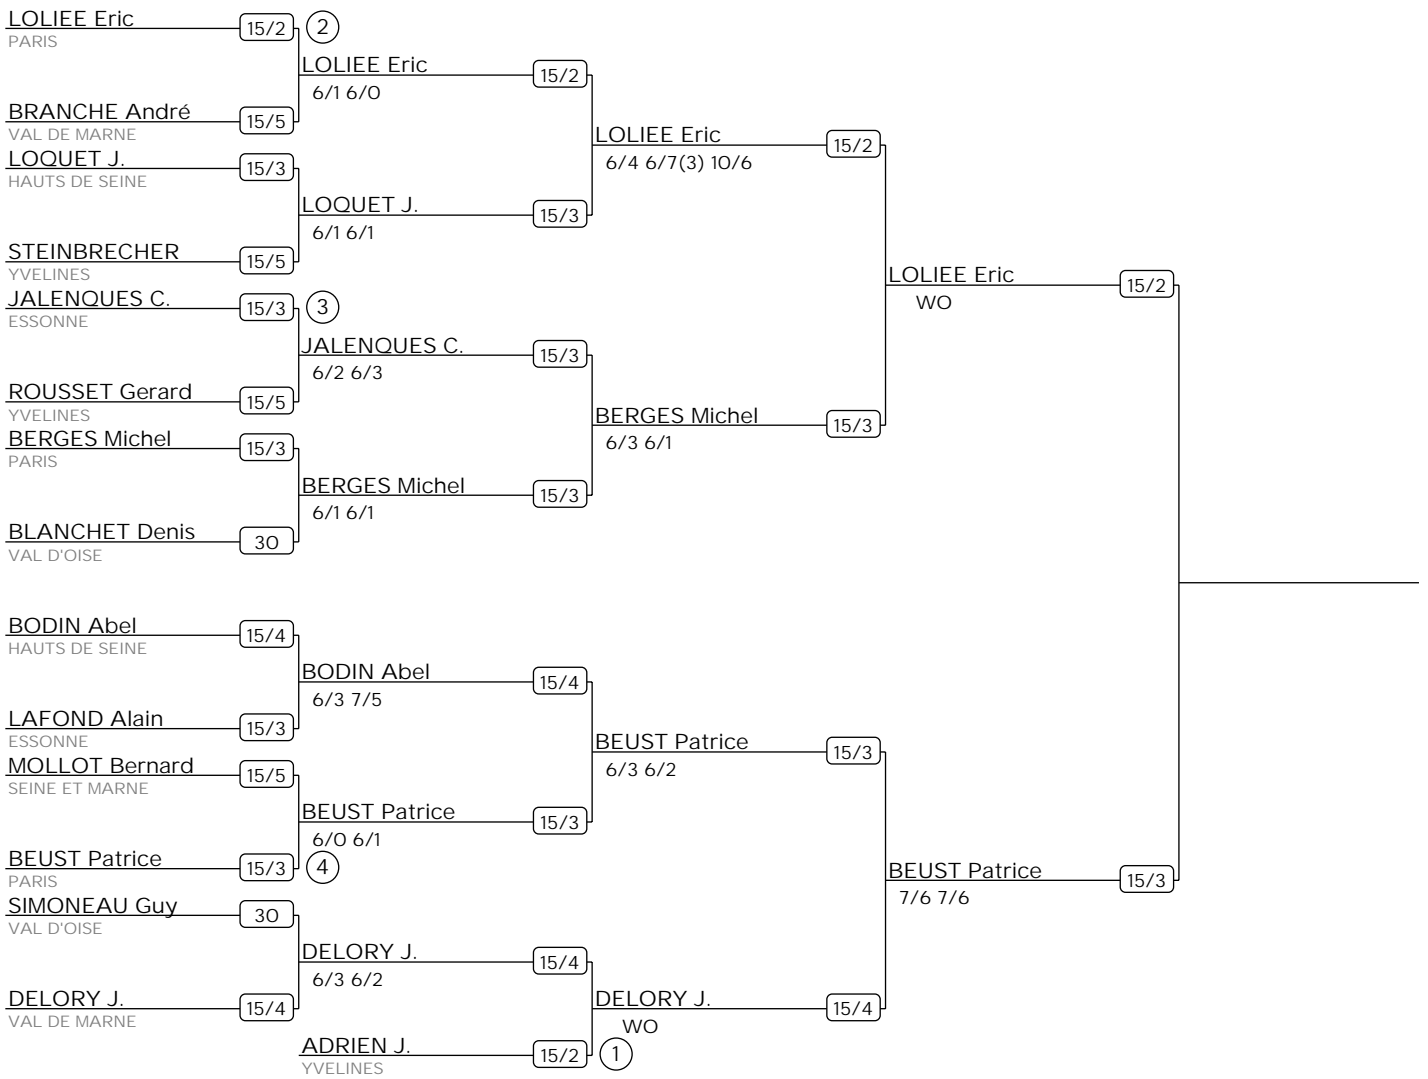 LOLIEE Eric 15/2 2
PARIS
LOLIEE Eric 15/2
6/1 6/0
BRANCHE André 15/5
VAL DE MARNE
LOLIEE Eric 15/2
6/4 6/7(3) 10/6
LOQUET J. 15/3
HAUTS DE SEINE
LOQUET J. 15/3
6/1 6/1
STEINBRECHER 15/5
YVELINES
LOLIEE Eric 15/2
WO
JALENQUES C. 15/3 3
ESSONNE
JALENQUES C. 15/3
6/2 6/3
ROUSSET Gerard 15/5
YVELINES
BERGES Michel 15/3
6/3 6/1
BERGES Michel 15/3
PARIS
BERGES Michel 15/3
6/1 6/1
BLANCHET Denis 30
VAL D'OISE
BODIN Abel 15/4
HAUTS DE SEINE
BODIN Abel 15/4
6/3 7/5
LAFOND Alain 15/3
ESSONNE
BEUST Patrice 15/3
6/3 6/2
MOLLOT Bernard 15/5
SEINE ET MARNE
BEUST Patrice 15/3
6/0 6/1
BEUST Patrice 15/3 4
PARIS
BEUST Patrice 15/3
7/6 7/6
SIMONEAU Guy 30
VAL D'OISE
DELORY J. 15/4
6/3 6/2
DELORY J. 15/4
VAL DE MARNE
DELORY J. 15/4
WO
ADRIEN J. 15/2 1
YVELINES